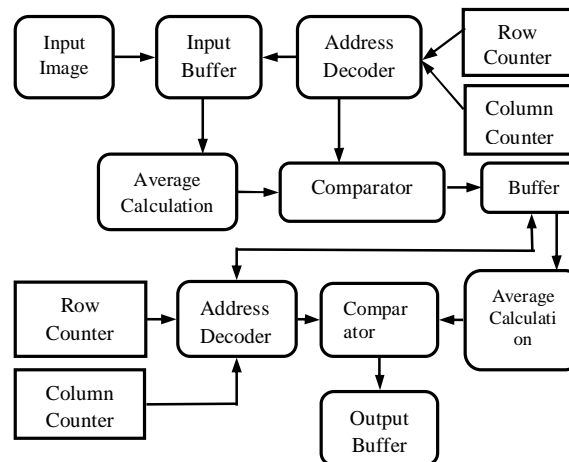 Input
Image
Input
Buffer
Address
Decoder
Row
Counter
Column
Counter
Average
Calculation
Comparator
Buffer
Row
Counter
Address
Decoder
Compar
ator
Average
Calculati
on
Column
Counter
Output
Buffer